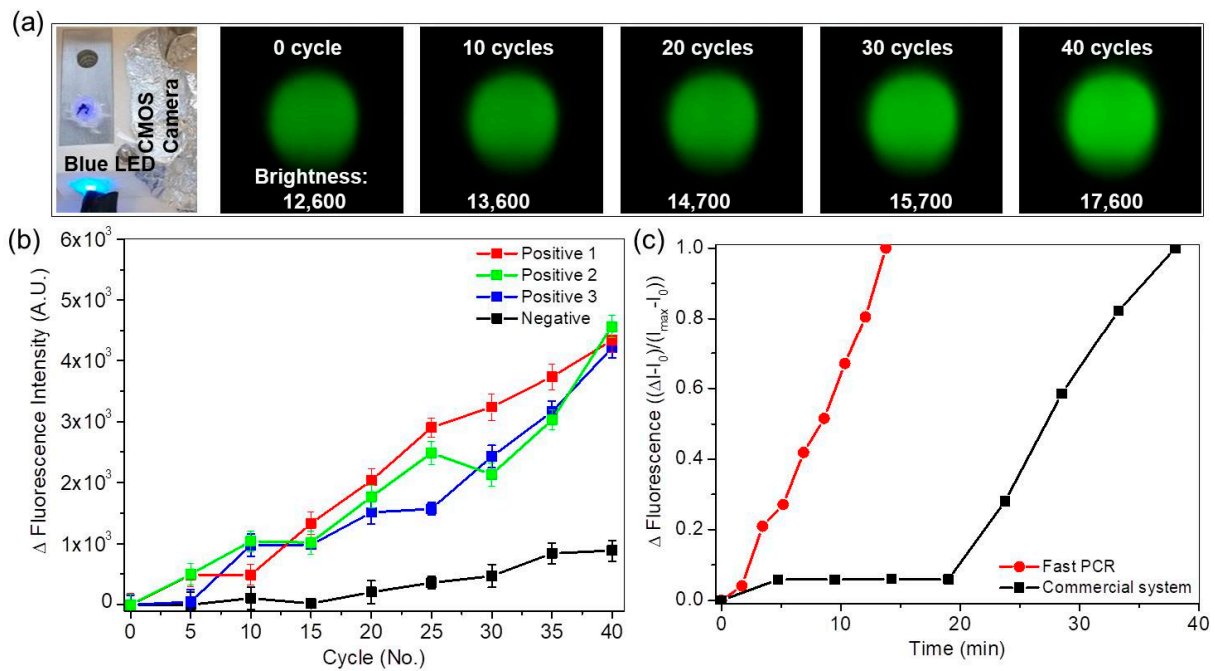 (a)
0 cycle
10 cycles
20 cycles
30 cycles
40 cycles
CMOS
Camera
Blue LED
Brightness:
12,600
13,600
14,700
15,700
17,600
(b)
6x10³
5x10³
4x10³
3x10³
2x10³
1x10³
0
Δ Fluorescence Intensity (A.U.)
Positive 1
Positive 2
Positive 3
Negative
0 5 10 15 20 25 30 35 40
Cycle (No.)
(c)
1.0
0.8
0.6
0.4
0.2
0.0
Δ Fluorescence ((ΔI-I₀)/(Iₘₐₓ-I₀))
Fast PCR
Commercial system
0 10 20 30 40
Time (min)